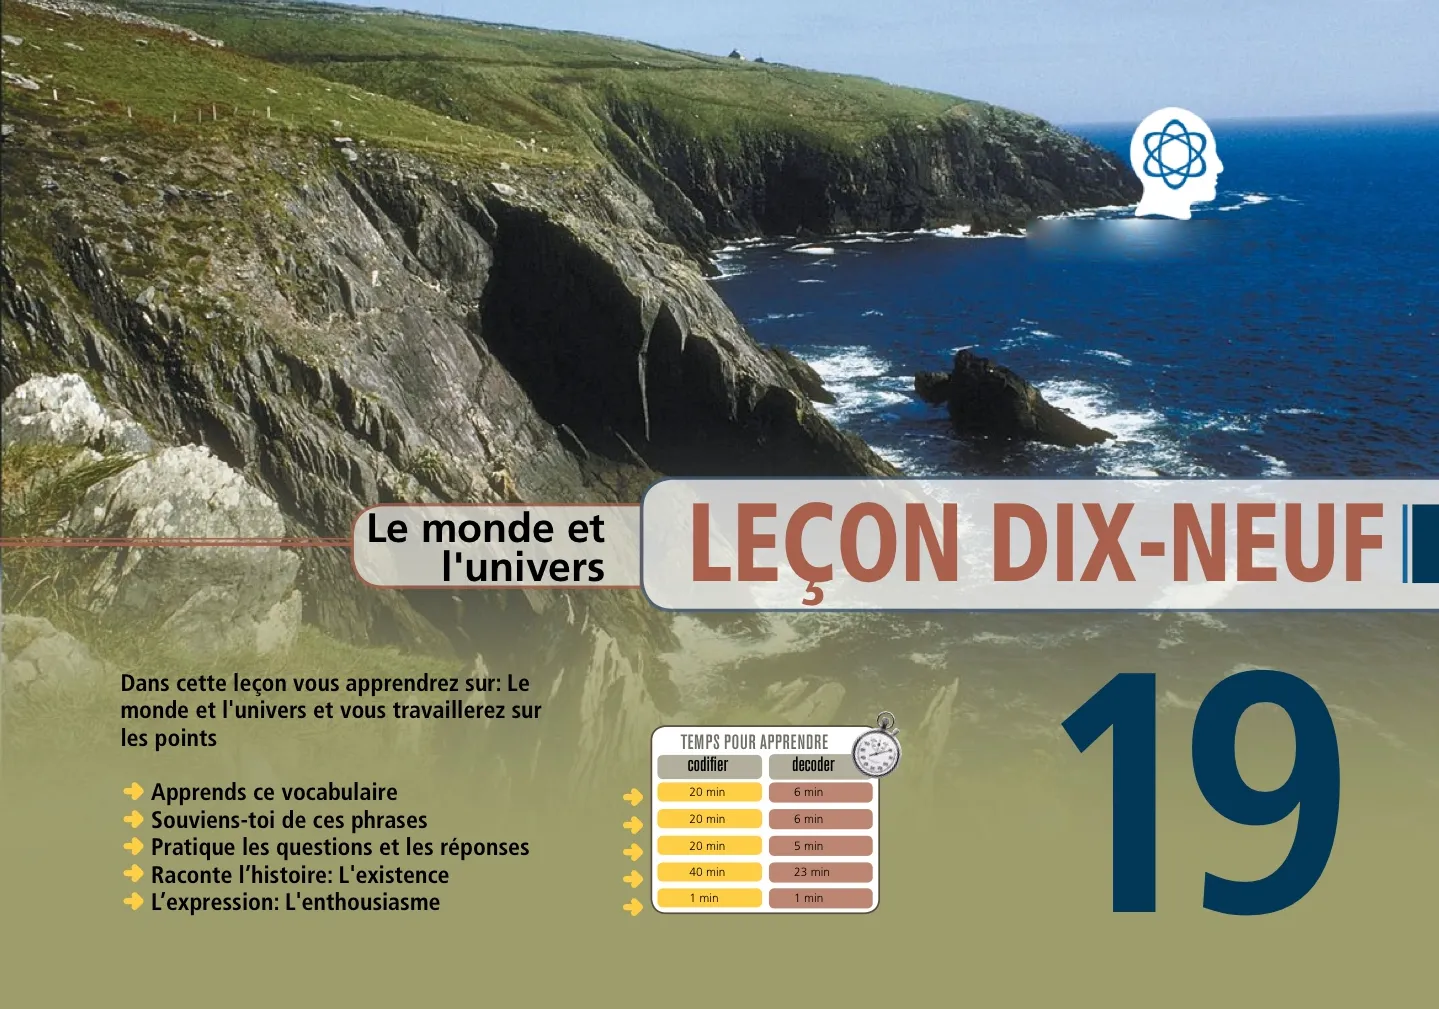 Le monde et
l'univers
LEÇON DIX-NEUF
19
Dans cette leçon vous apprendrez sur: Le
monde et l'univers et vous travaillerez sur
les points
Apprends ce vocabulaire
Souviens-toi de ces phrases
Pratique les questions et les réponses
Raconte l’histoire: L'existence
L’expression: L'enthousiasme
TEMPS POUR APPRENDRE
codifier decoder
20 min 6 min
20 min 6 min
20 min 5 min
40 min 23 min
1 min 1 min